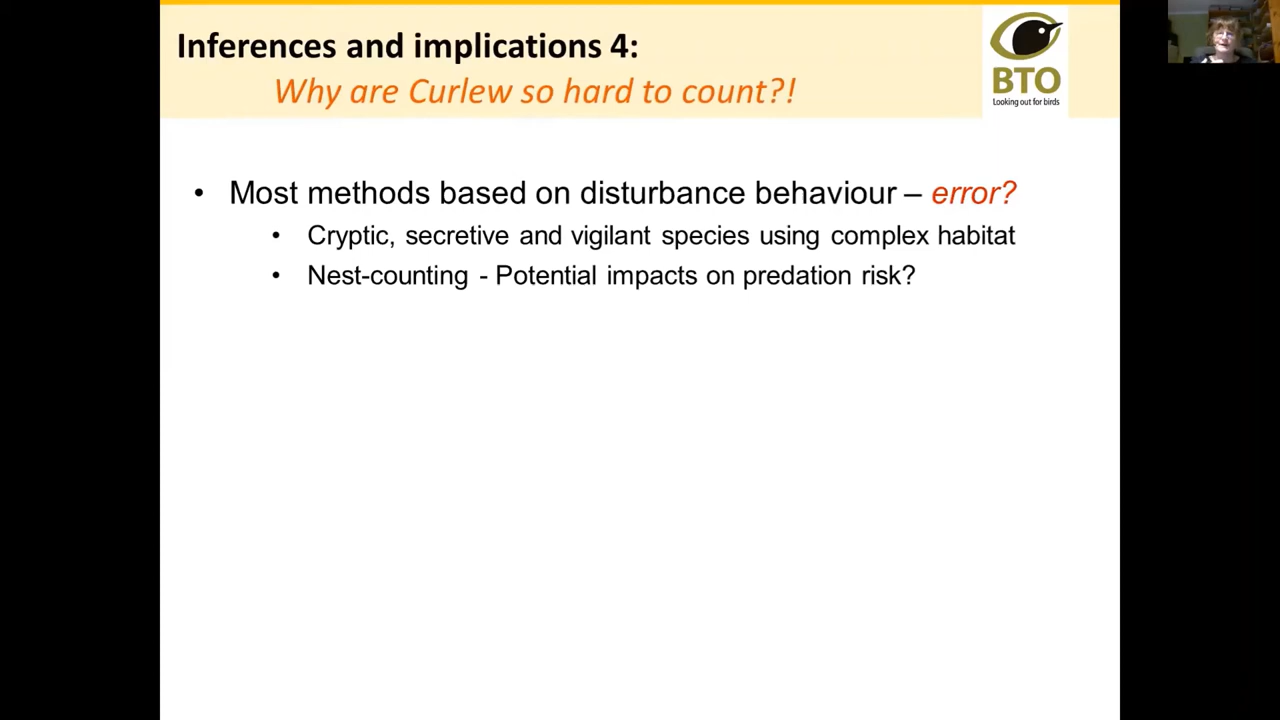 Inferences and implications 4:
Why are Curlew so hard to count?!
BTO
Looking out for birds
• Most methods based on disturbance behaviour – error?
• Cryptic, secretive and vigilant species using complex habitat
• Nest-counting - Potential impacts on predation risk?